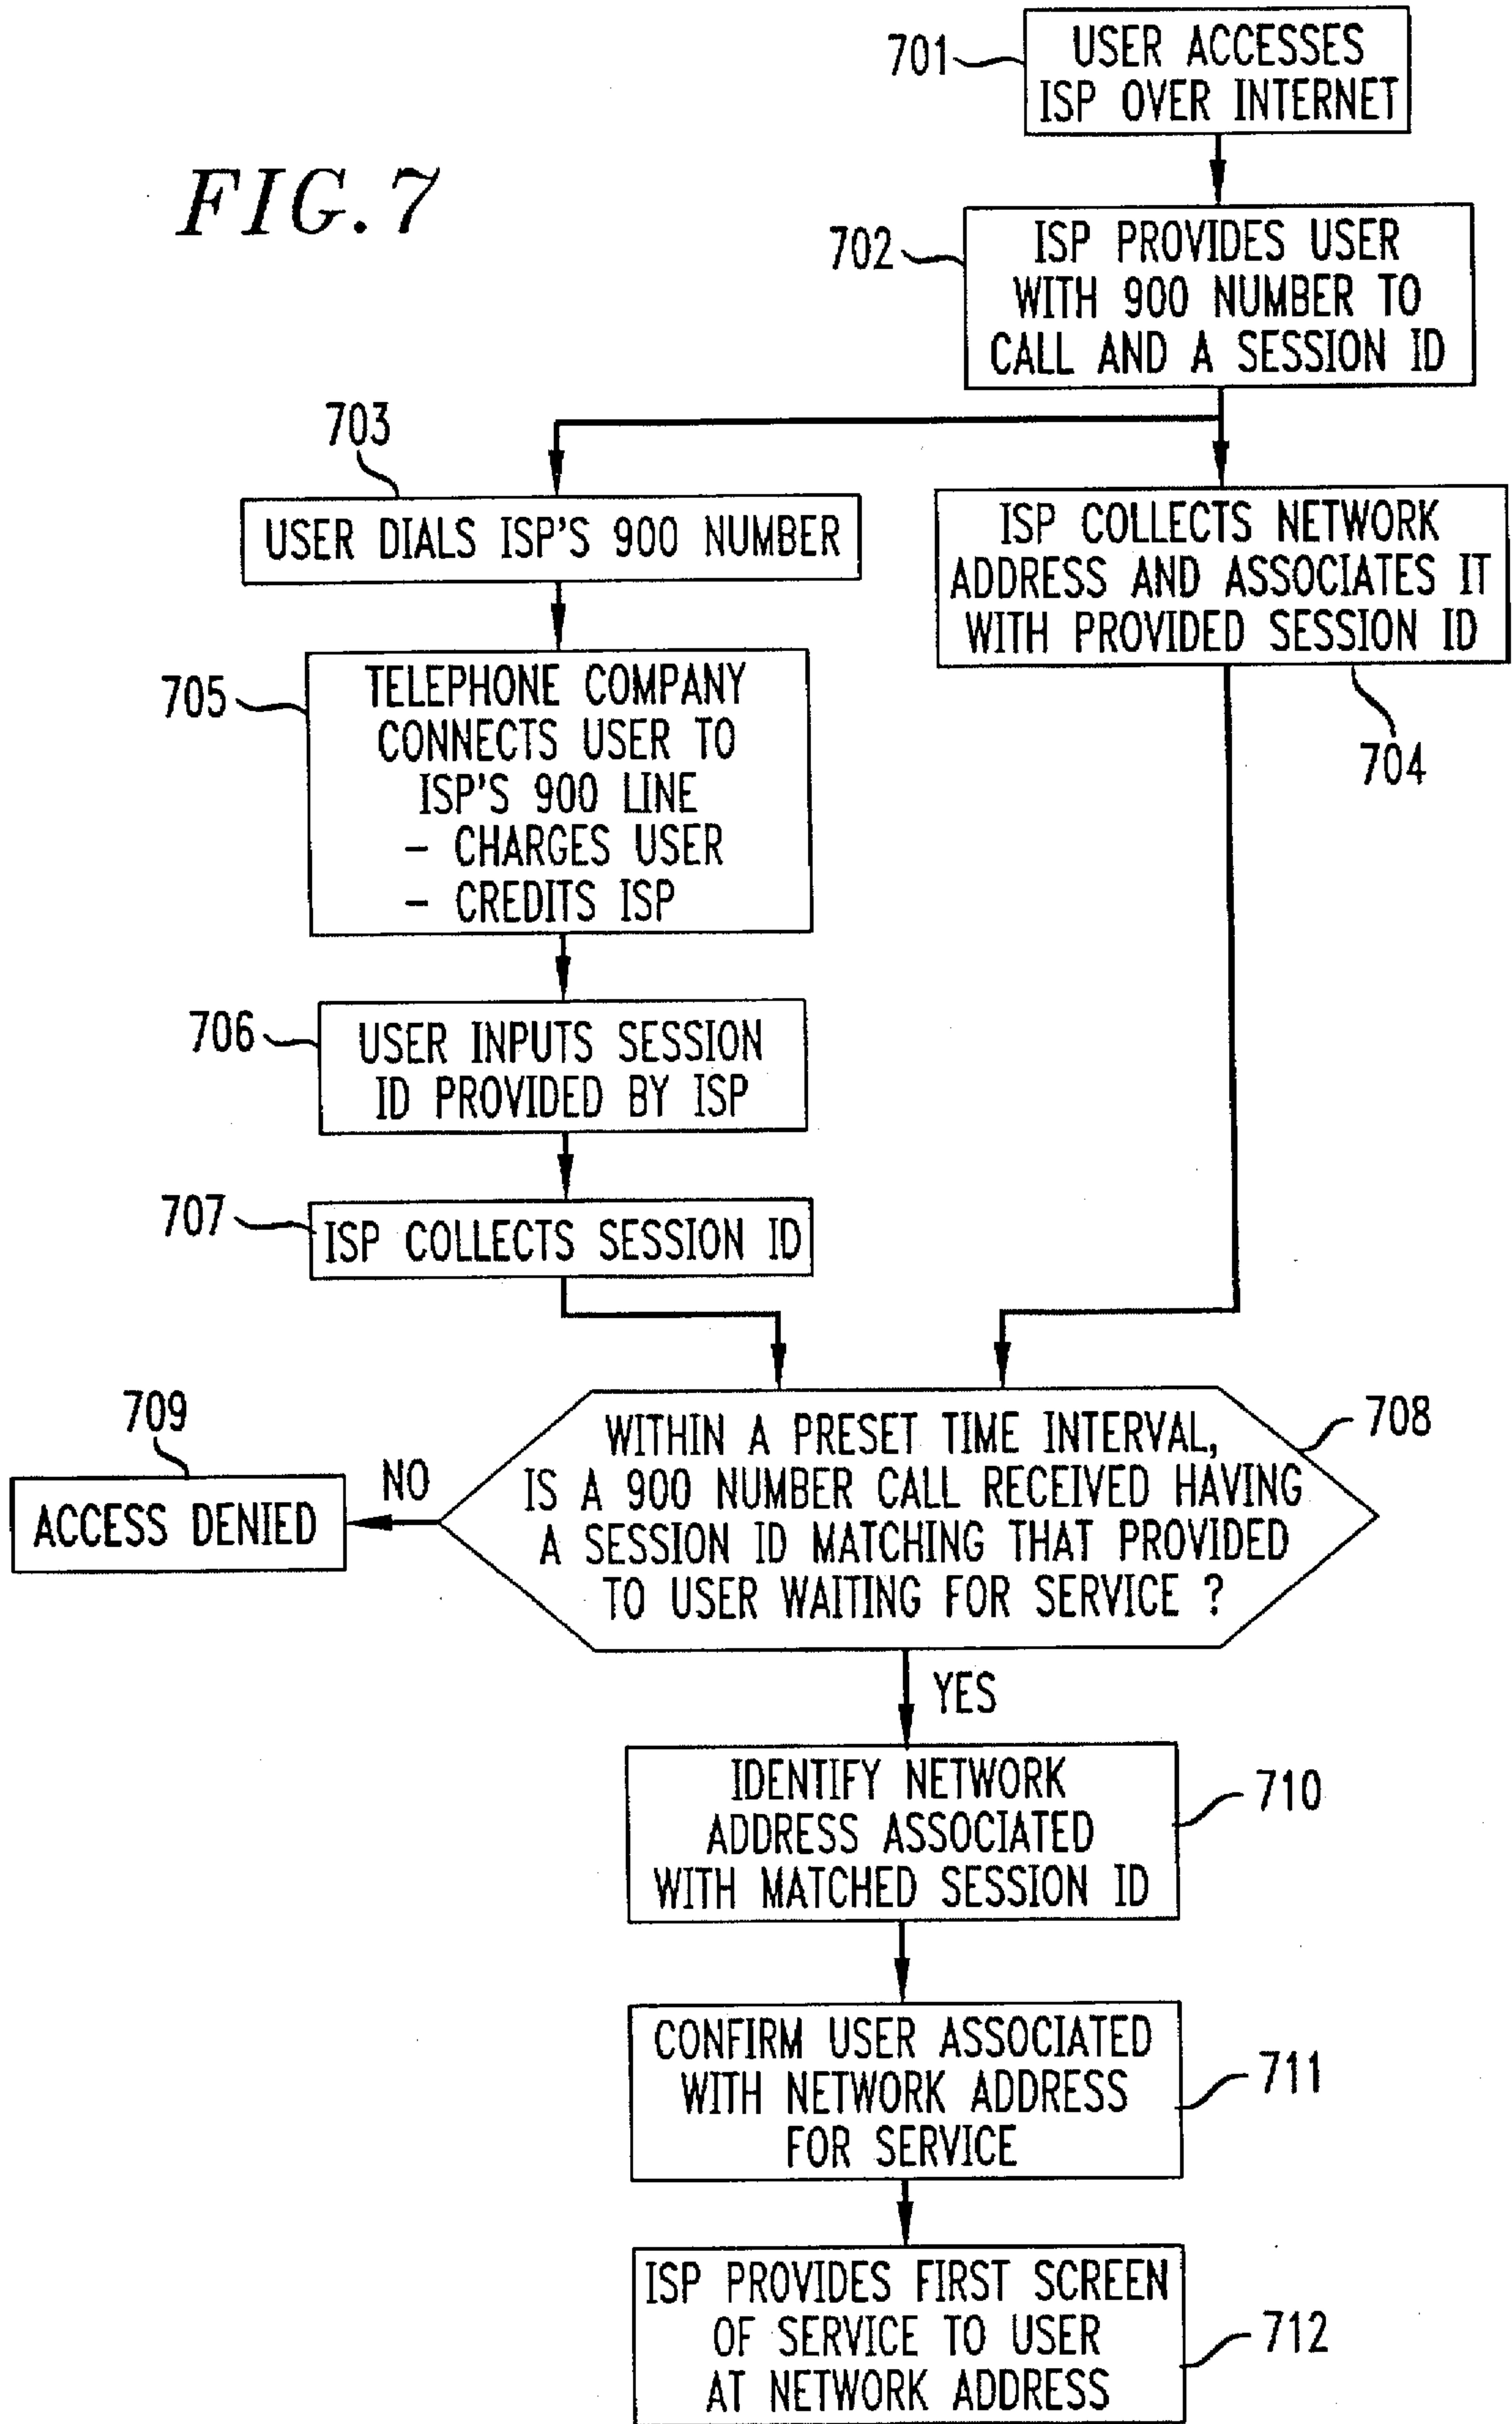 FIG. 7
701
USER ACCESSES
ISP OVER INTERNET
702
ISP PROVIDES USER
WITH 900 NUMBER TO
CALL AND A SESSION ID
703
USER DIALS ISP'S 900 NUMBER
ISP COLLECTS NETWORK
ADDRESS AND ASSOCIATES IT
WITH PROVIDED SESSION ID
704
705
TELEPHONE COMPANY
CONNECTS USER TO
ISP'S 900 LINE
- CHARGES USER
- CREDITS ISP
706
USER INPUTS SESSION
ID PROVIDED BY ISP
707
ISP COLLECTS SESSION ID
708
WITHIN A PRESET TIME INTERVAL,
IS A 900 NUMBER CALL RECEIVED HAVING
A SESSION ID MATCHING THAT PROVIDED
TO USER WAITING FOR SERVICE ?
NO
709
ACCESS DENIED
YES
IDENTIFY NETWORK
ADDRESS ASSOCIATED
WITH MATCHED SESSION ID
710
CONFIRM USER ASSOCIATED
WITH NETWORK ADDRESS
FOR SERVICE
711
ISP PROVIDES FIRST SCREEN
OF SERVICE TO USER
AT NETWORK ADDRESS
712